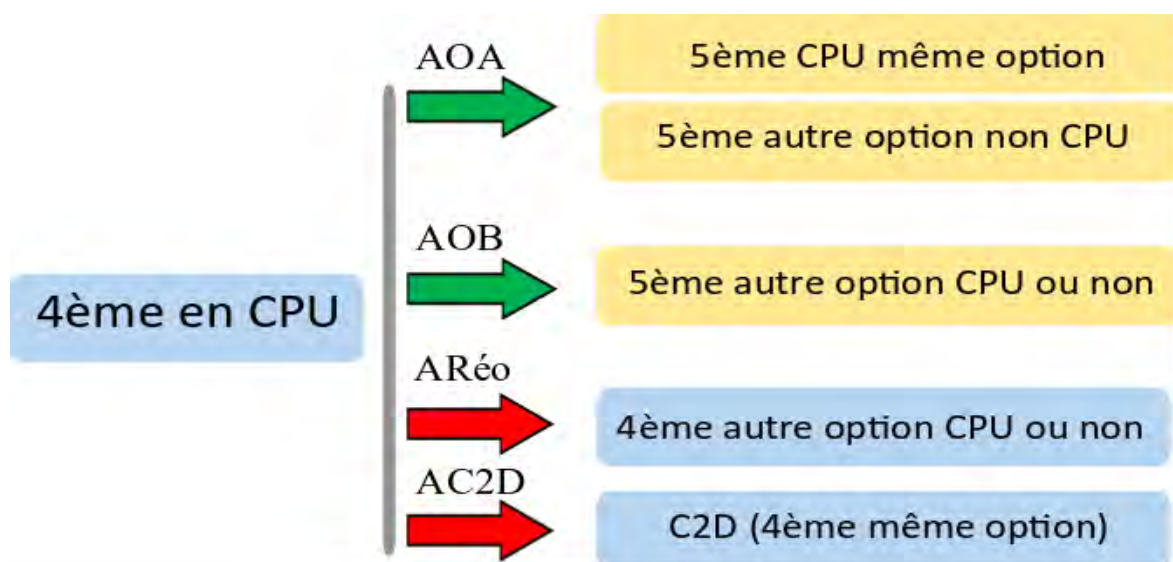 AOA
5ème CPU même option
5ème autre option non CPU
AOB
5ème autre option CPU ou non
4ème en CPU
ARéo
4ème autre option CPU ou non
AC2D
C2D (4ème même option)